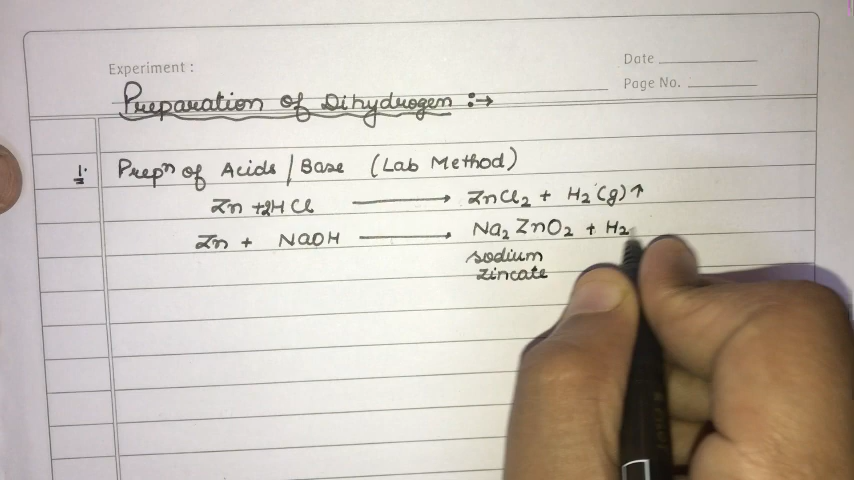 Experiment :
Date
Page No.
Preparation of Dihydrogen :→
1. Prepⁿ of Acids / Base (Lab Method)
Zn + 2HCl ⟶ ZnCl₂ + H₂(g)↑
Zn + NaOH ⟶ Na₂ZnO₂ + H₂
sodium
zincate